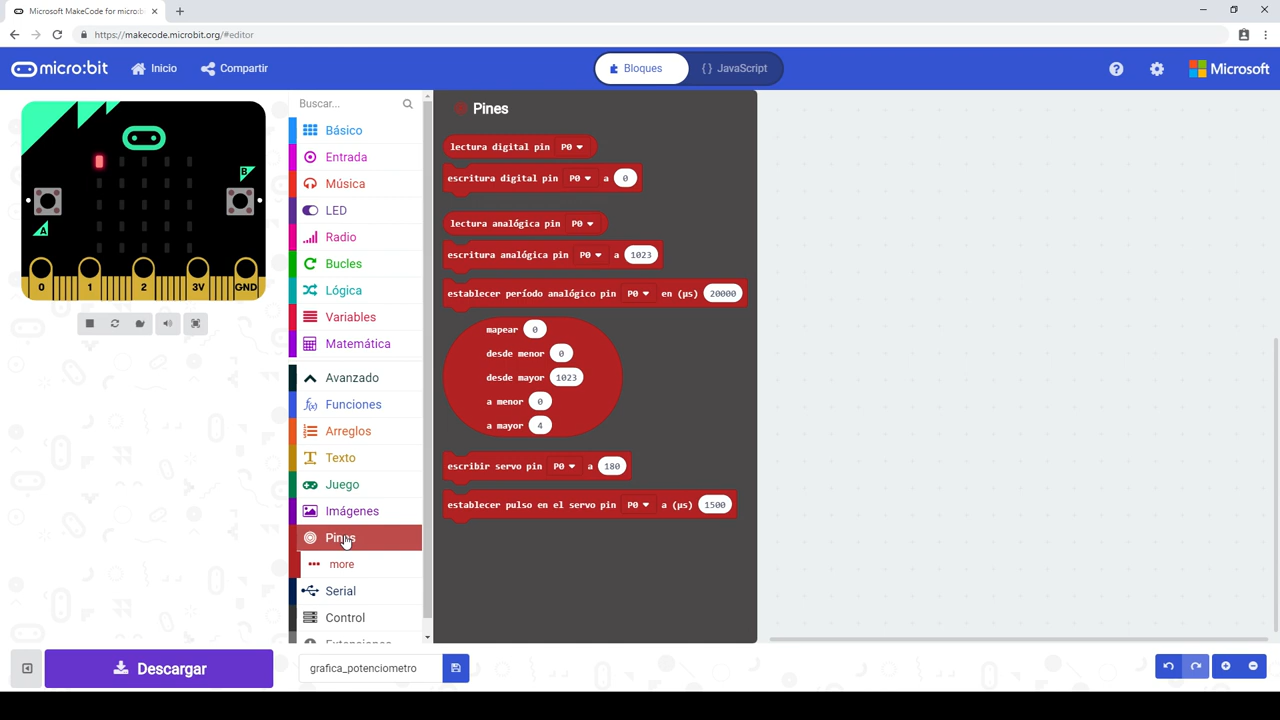 Microsoft MakeCode for micro:b
https://makecode.microbit.org/#editor
micro:bit
Inicio
Compartir
Bloques
{} JavaScript
Microsoft
Buscar...
Básico
Entrada
Música
LED
Radio
Bucles
Lógica
Variables
Matemática
Avanzado
Funciones
Arreglos
Texto
Juego
Imágenes
Pines
more
Serial
Control
Extensiones
A
B
0 1 2 3V GND
Pines
lectura digital pin P0
escritura digital pin P0 a 0
lectura analógica pin P0
escritura analógica pin P0 a 1023
establecer período analógico pin P0 en (µs) 20000
mapear 0
desde menor 0
desde mayor 1023
a menor 0
a mayor 4
escribir servo pin P0 a 180
establecer pulso en el servo pin P0 a (µs) 1500
Descargar
grafica_potenciometro